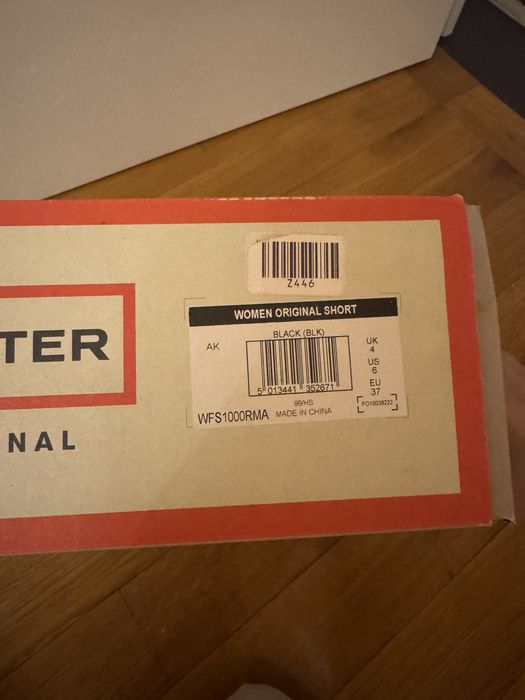 Z446
TER
NAL
WOMEN ORIGINAL SHORT
AK
BLACK (BLK)
5 013441 352671
99/HS
WFS1000RMA MADE IN CHINA
UK
4
US
6
EU
37
PO10038222